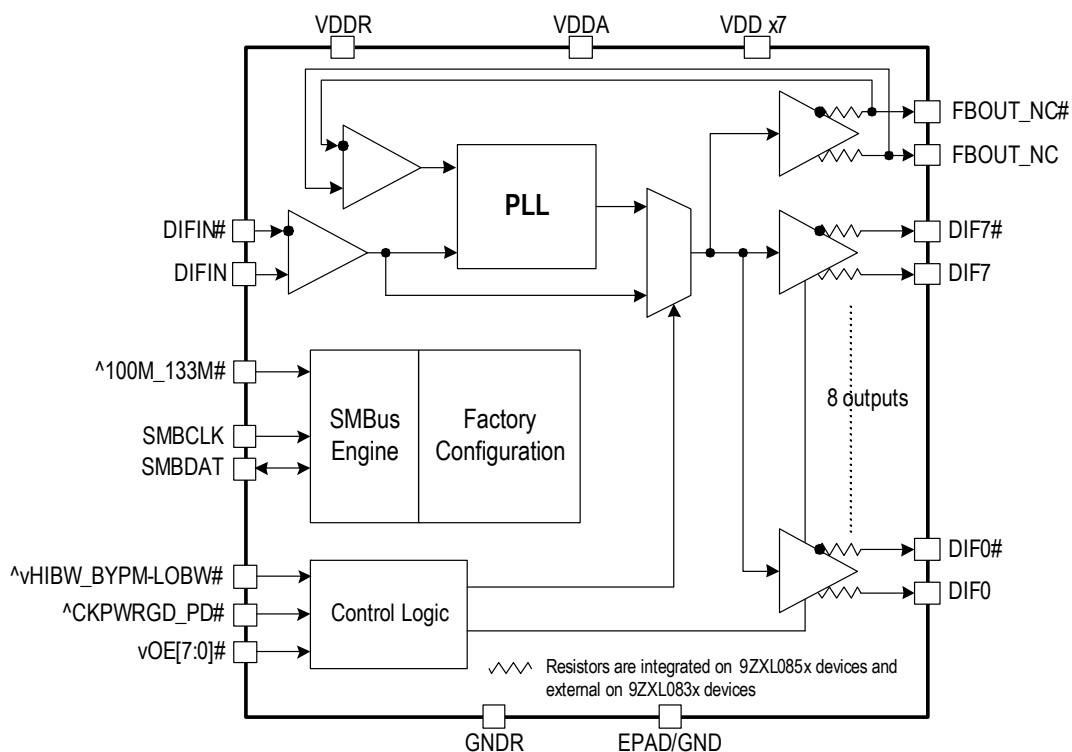 VDDR
VDDA
VDD x7
FBOUT_NC#
FBOUT_NC
PLL
DIFIN#
DIFIN
DIF7#
DIF7
^100M_133M#
SMBCLK
SMBDAT
SMBus
Engine
Factory
Configuration
8 outputs
DIF0#
DIF0
^vHIBW_BYPM-LOBW#
^CKPWRGD_PD#
vOE[7:0]#
Control Logic
Resistors are integrated on 9ZXL085x devices and
external on 9ZXL083x devices
GNDR
EPAD/GND